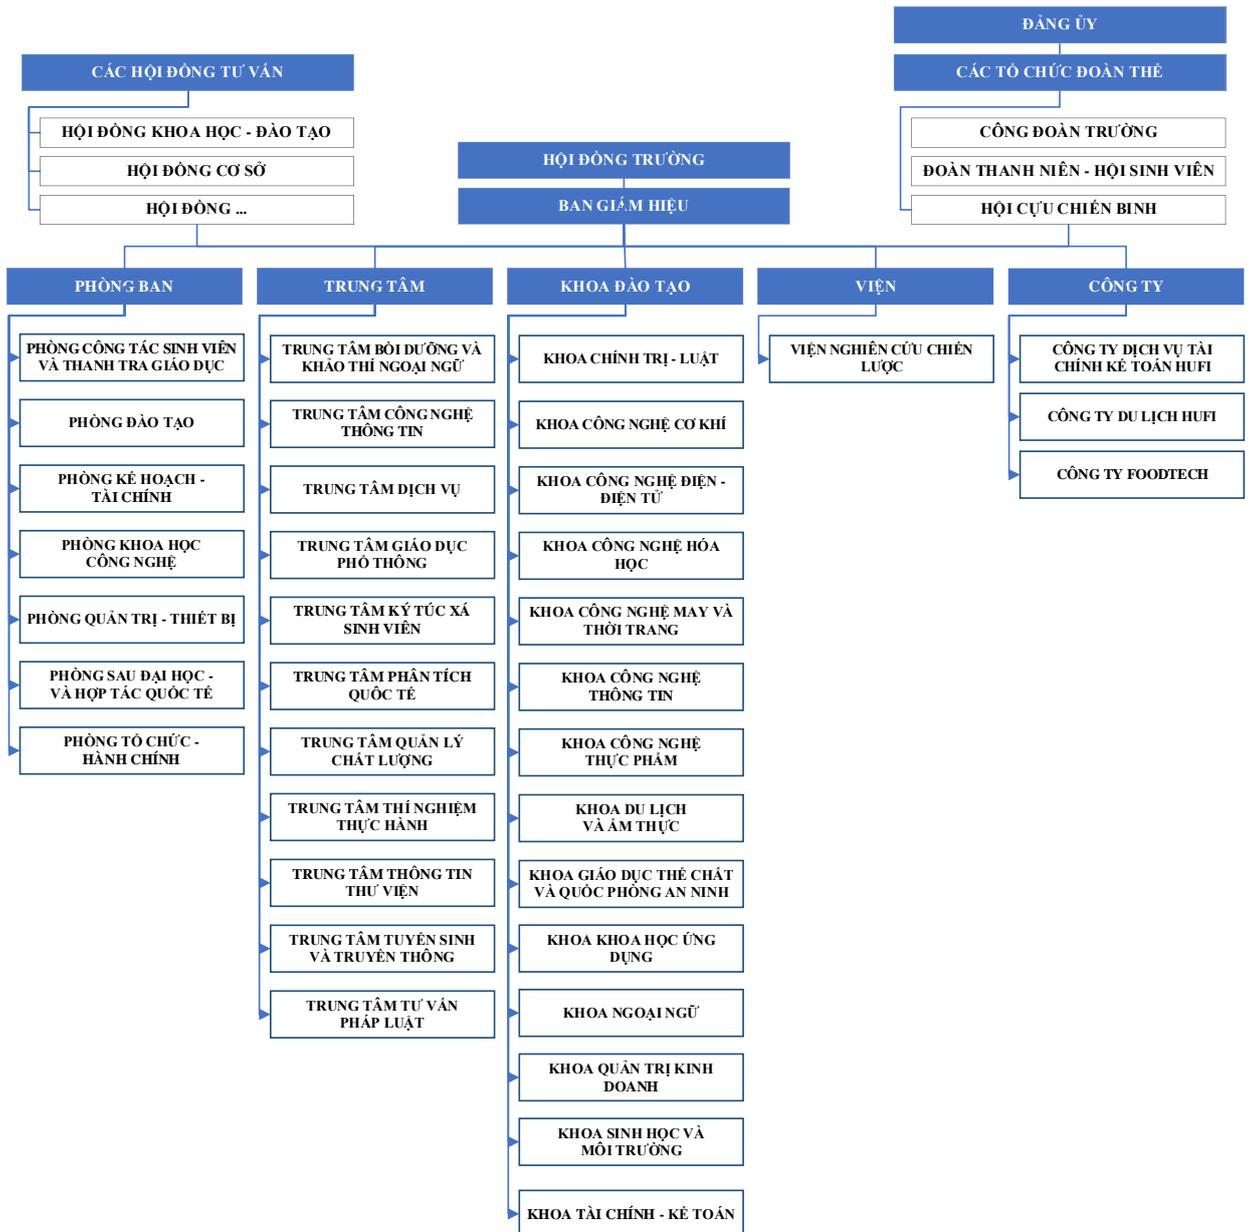 ĐẢNG ỦY
CÁC HỘI ĐỒNG TƯ VẤN
CÁC TỔ CHỨC ĐOÀN THỂ
HỘI ĐỒNG KHOA HỌC - ĐÀO TẠO
HỘI ĐỒNG CƠ SỞ
HỘI ĐỒNG ...
CÔNG ĐOÀN TRƯỜNG
ĐOÀN THANH NIÊN - HỘI SINH VIÊN
HỘI CỰU CHIẾN BINH
HỘI ĐỒNG TRƯỜNG
BAN GIÁM HIỆU
PHÒNG BAN
PHÒNG CÔNG TÁC SINH VIÊN
VÀ THANH TRA GIÁO DỤC
PHÒNG ĐÀO TẠO
PHÒNG KẾ HOẠCH -
TÀI CHÍNH
PHÒNG KHOA HỌC
CÔNG NGHỆ
PHÒNG QUẢN TRỊ - THIẾT BỊ
PHÒNG SAU ĐẠI HỌC -
VÀ HỢP TÁC QUỐC TẾ
PHÒNG TỔ CHỨC -
HÀNH CHÍNH
TRUNG TÂM
TRUNG TÂM BỒI DƯỠNG VÀ
KHẢO THÍ NGOẠI NGỮ
TRUNG TÂM CÔNG NGHỆ
THÔNG TIN
TRUNG TÂM DỊCH VỤ
TRUNG TÂM GIÁO DỤC
PHỔ THÔNG
TRUNG TÂM KÝ TÚC XÁ
SINH VIÊN
TRUNG TÂM PHÂN TÍCH
QUỐC TẾ
TRUNG TÂM QUẢN LÝ
CHẤT LƯỢNG
TRUNG TÂM THÍ NGHIỆM
THỰC HÀNH
TRUNG TÂM THÔNG TIN
THƯ VIỆN
TRUNG TÂM TUYỂN SINH
VÀ TRUYỀN THÔNG
TRUNG TÂM TƯ VẤN
PHÁP LUẬT
KHOA ĐÀO TẠO
KHOA CHÍNH TRỊ - LUẬT
KHOA CÔNG NGHỆ CƠ KHÍ
KHOA CÔNG NGHỆ ĐIỆN -
ĐIỆN TỬ
KHOA CÔNG NGHỆ HÓA
HỌC
KHOA CÔNG NGHỆ MAY VÀ
THỜI TRANG
KHOA CÔNG NGHỆ
THÔNG TIN
KHOA CÔNG NGHỆ
THỰC PHẨM
KHOA DU LỊCH
VÀ ẨM THỰC
KHOA GIÁO DỤC THỂ CHẤT
VÀ QUỐC PHÒNG AN NINH
KHOA KHOA HỌC ỨNG
DỤNG
KHOA NGOẠI NGỮ
KHOA QUẢN TRỊ KINH
DOANH
KHOA SINH HỌC VÀ
MÔI TRƯỜNG
KHOA TÀI CHÍNH - KẾ TOÁN
VIỆN
VIỆN NGHIÊN CỨU CHIẾN
LƯỢC
CÔNG TY
CÔNG TY DỊCH VỤ TÀI
CHÍNH KẾ TOÁN HUFI
CÔNG TY DU LỊCH HUFI
CÔNG TY FOODTECH